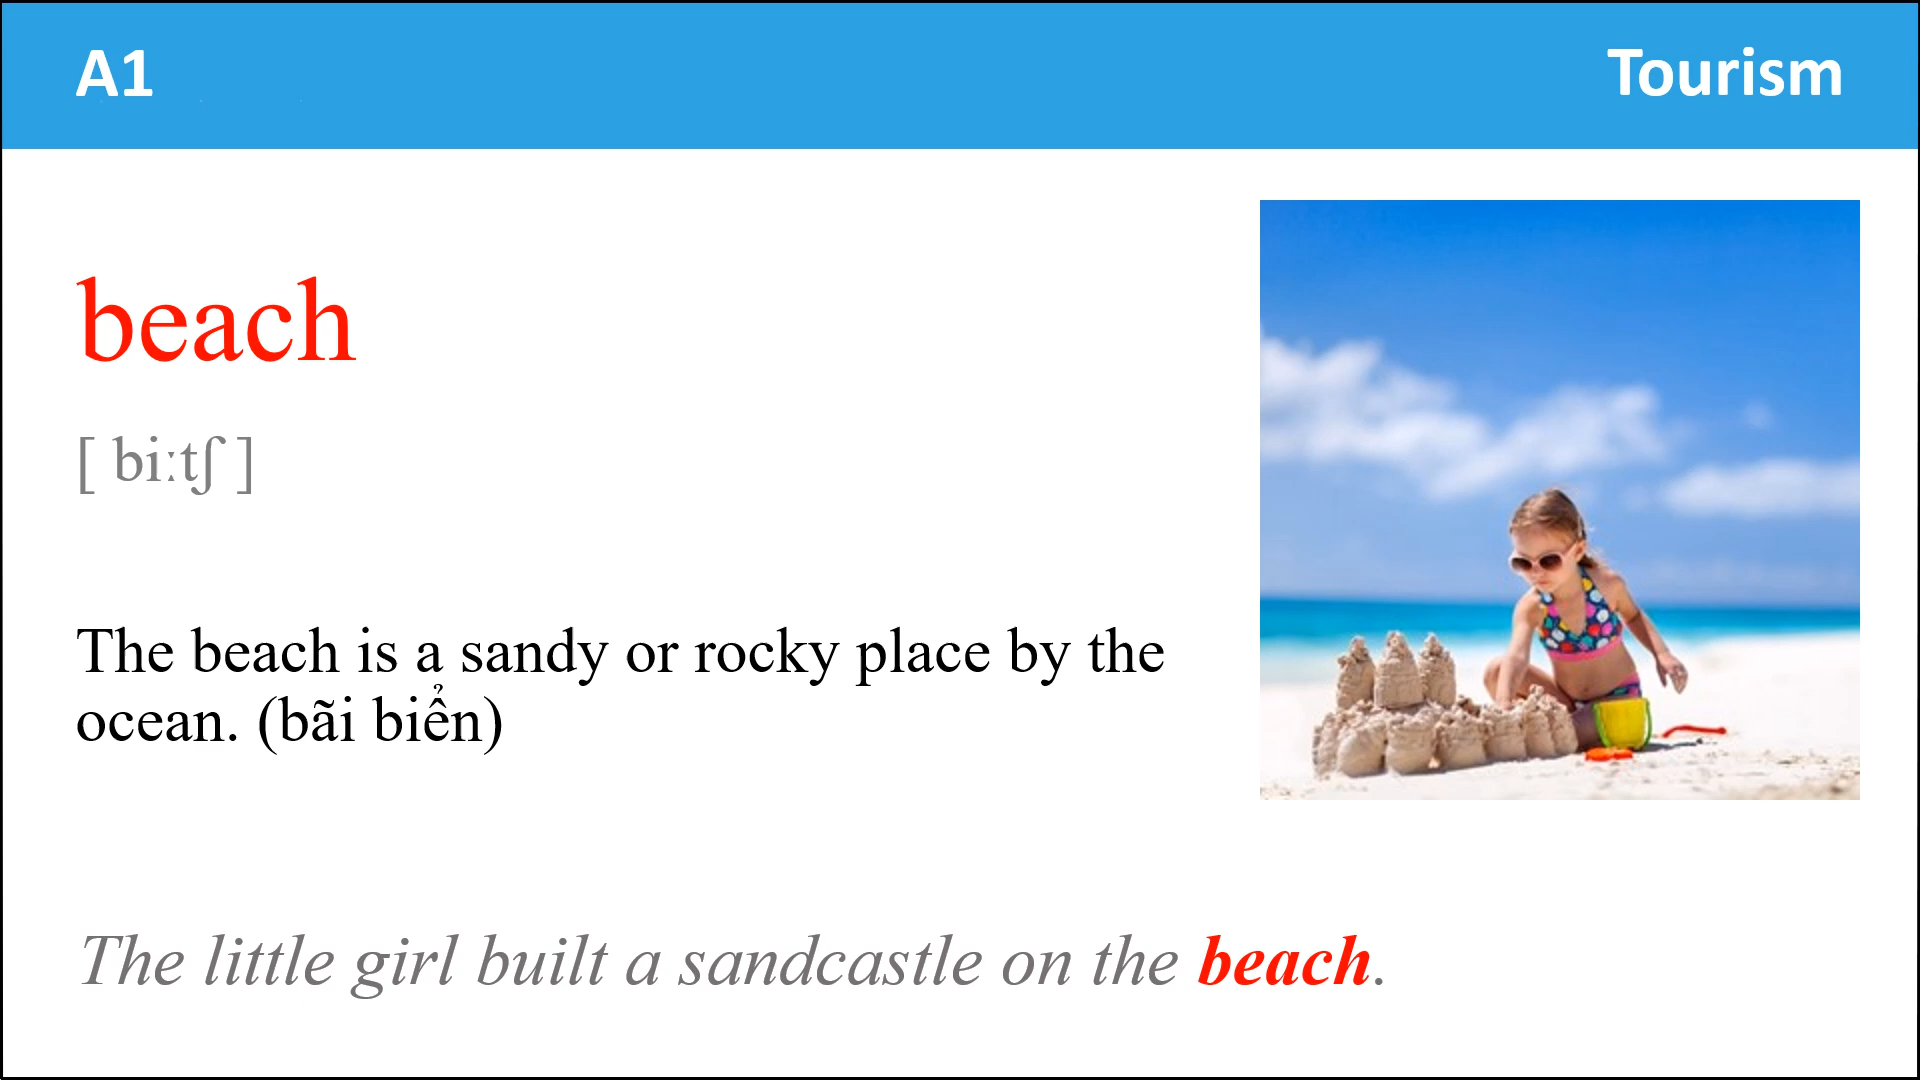 A1
Tourism
beach
[ biːtʃ ]
The beach is a sandy or rocky place by the
ocean. (bãi biển)
The little girl built a sandcastle on the beach.